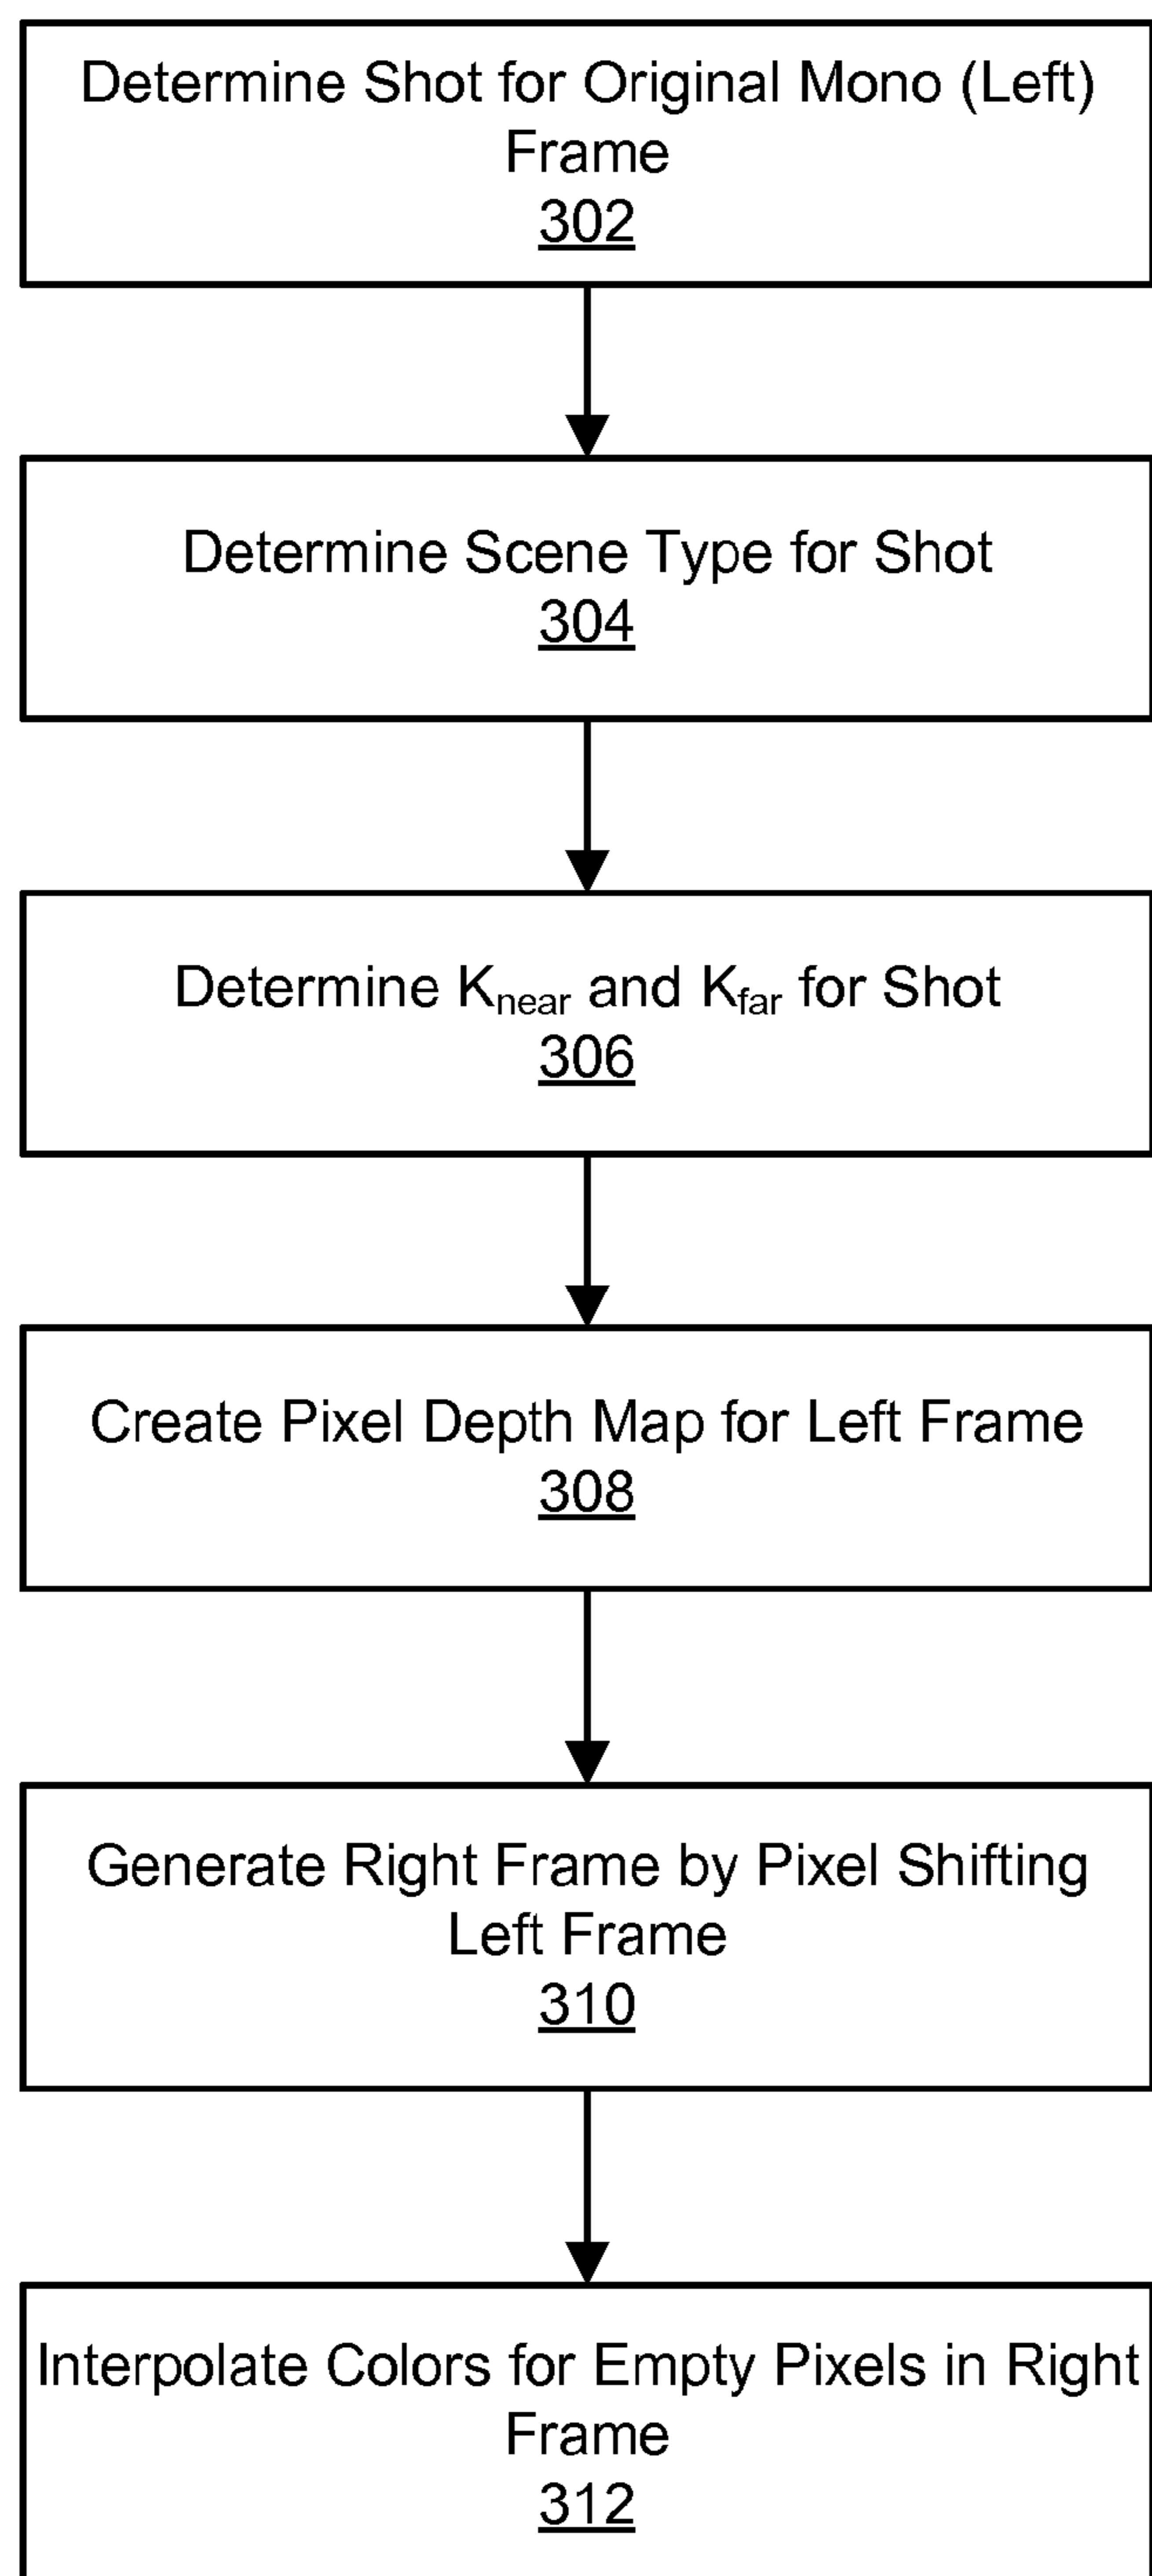 Determine Shot for Original Mono (Left)
Frame
302
Determine Scene Type for Shot
304
Determine Knear and Kfar for Shot
306
Create Pixel Depth Map for Left Frame
308
Generate Right Frame by Pixel Shifting
Left Frame
310
Interpolate Colors for Empty Pixels in Right
Frame
312